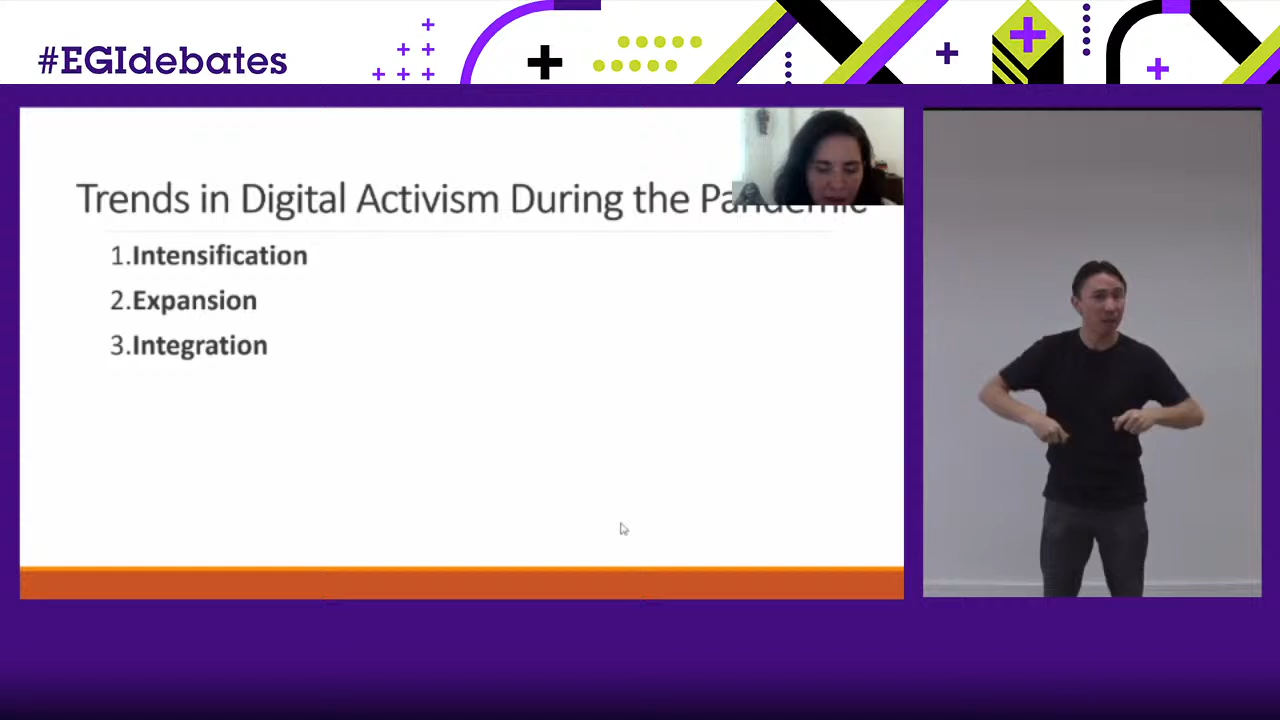 #EGIdebates
Trends in Digital Activism During the Pandemic
1.Intensification
2.Expansion
3.Integration